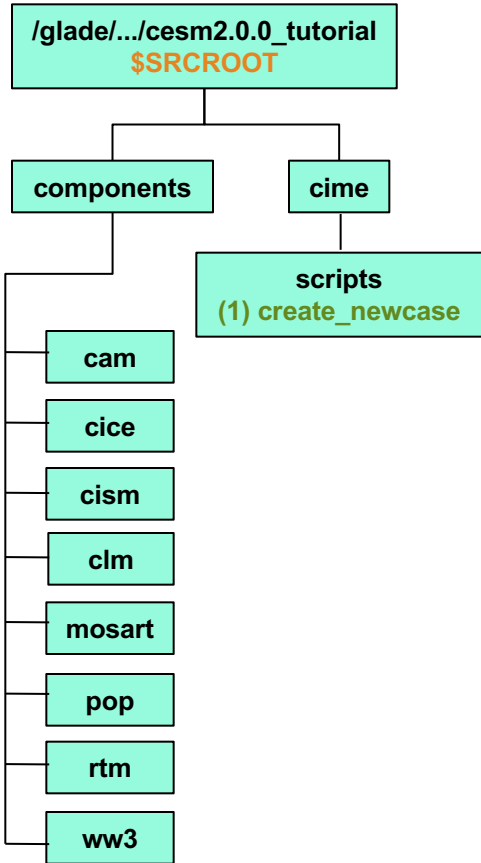 /glade/.../cesm2.0.0_tutorial
$SRCROOT
components
cime
scripts
(1) create_newcase
cam
cice
cism
clm
mosart
pop
rtm
ww3